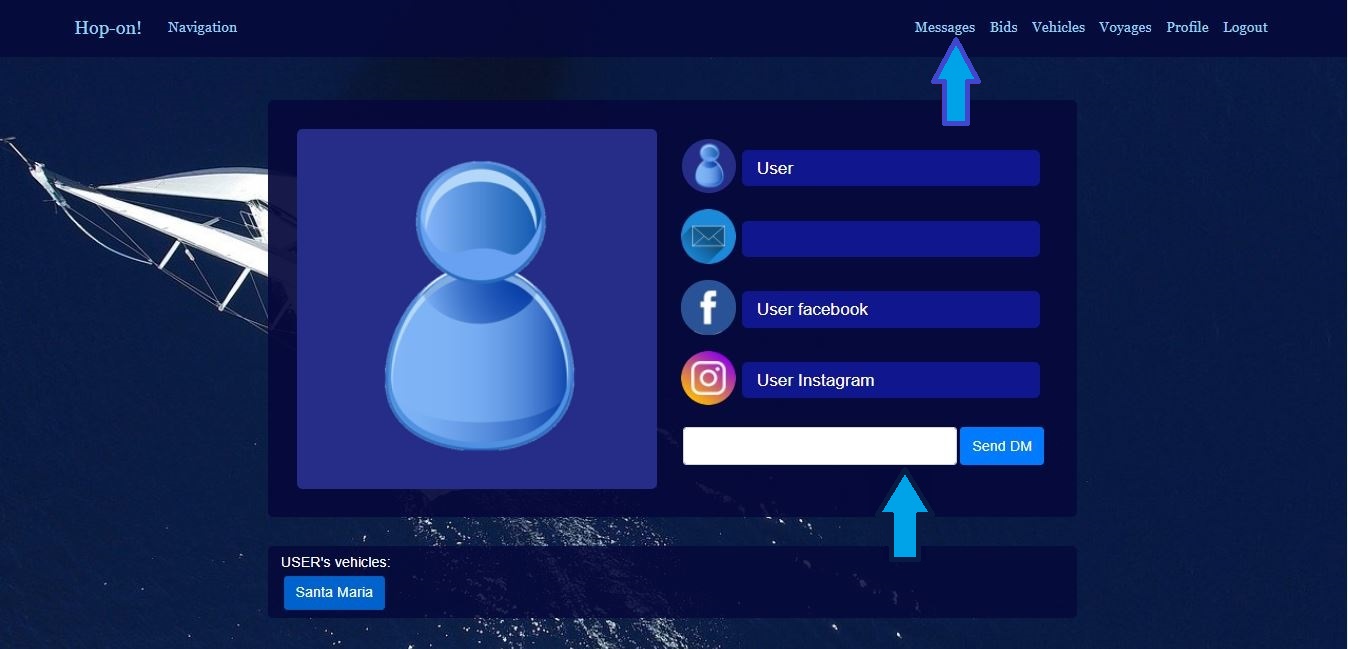 Hop-on! Navigation Messages Bids Vehicles Voyages Profile Logout
User
User facebook
User Instagram
Send DM
USER's vehicles:
Santa Maria